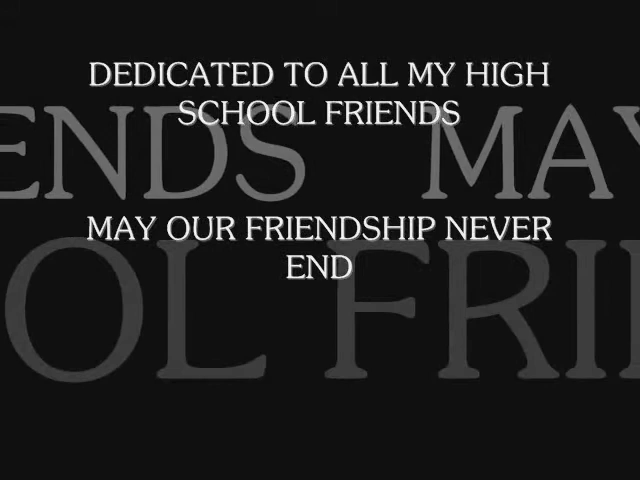 DEDICATED TO ALL MY HIGH
SCHOOL FRIENDS
ENDS MAY
MAY OUR FRIENDSHIP NEVER
END
OL FRI